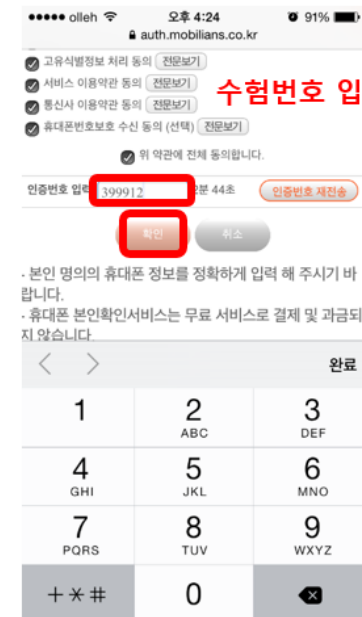 olleh 오후 4:24 91%
auth.mobilians.co.kr
고유식별정보 처리 동의 전문보기
서비스 이용약관 동의 전문보기
통신사 이용약관 동의 전문보기
수험번호 입
휴대폰번호보호 수신 동의 (선택) 전문보기
위 약관에 전체 동의합니다.
인증번호 입력 399912 2분 44초 인증번호 재전송
확인 취소
- 본인 명의의 휴대폰 정보를 정확하게 입력 해 주시기 바
랍니다.
- 휴대폰 본인확인서비스는 무료 서비스로 결제 및 과금되
지 않습니다.
완료
1 2 3
ABC DEF
4 5 6
GHI JKL MNO
7 8 9
PQRS TUV WXYZ
+*# 0